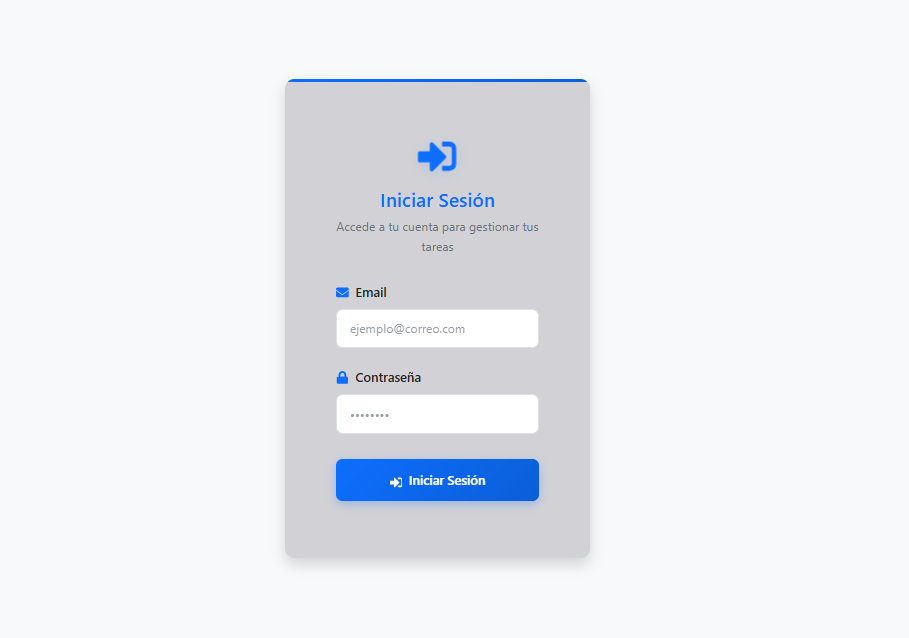 Iniciar Sesión
Accede a tu cuenta para gestionar tus
tareas
Email
ejemplo@correo.com
Contraseña
••••••••
Iniciar Sesión